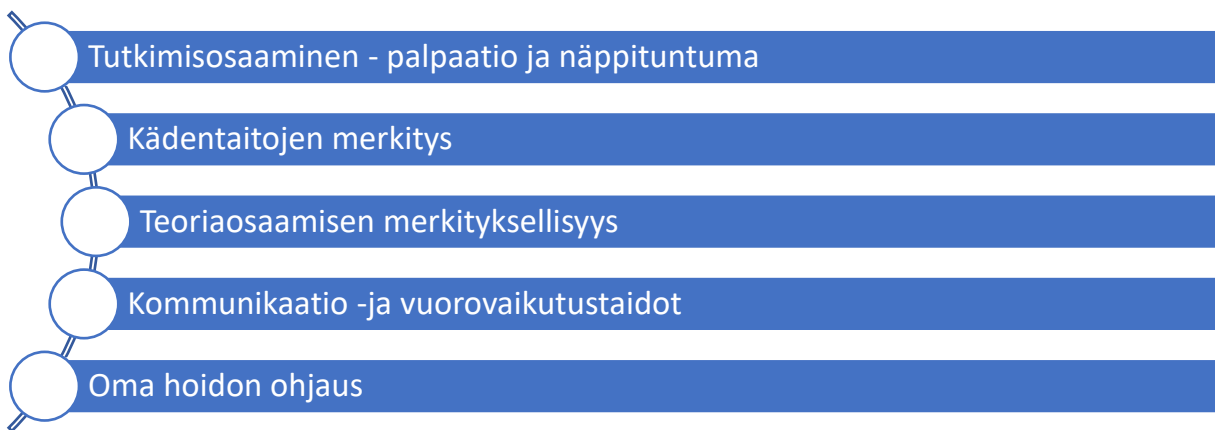 Tutkimisosaaminen - palpaatio ja näppituntuma
Kädentaitojen merkitys
Teoriaosaamisen merkityksellisyys
Kommunikaatio -ja vuorovaikutustaidot
Oma hoidon ohjaus